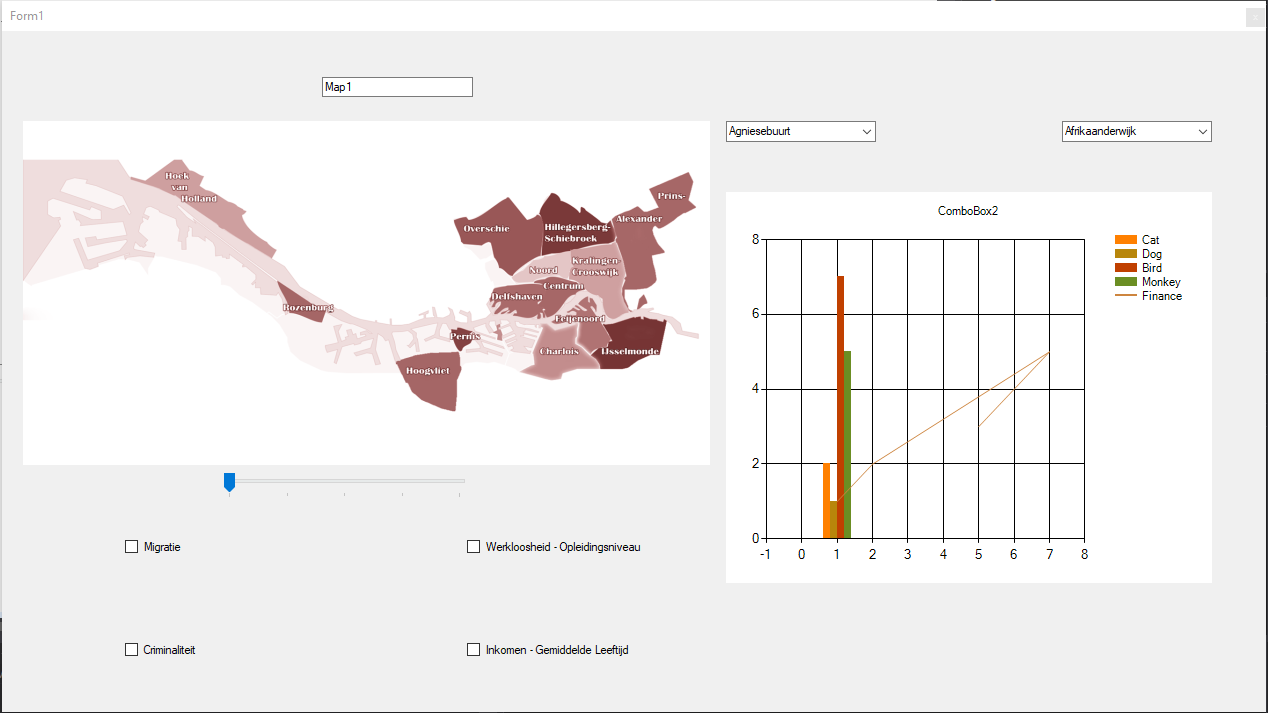 Form1
Map1
Agniesebuurt
Afrikaanderwijk
Hoek
van
Holland
Prins-
Alexander
Overschie
Hillegersberg-
Schiebroek
Kralingen-
Crooswijk
Noord
Centrum
Delfshaven
Rozenburg
Feijenoord
Pernis
Charlois
IJsselmonde
Hoogvliet
ComboBox2
8
6
4
2
0
-1 0 1 2 3 4 5 6 7 8
Cat
Dog
Bird
Monkey
Finance
Migratie
Werkloosheid - Opleidingsniveau
Criminaliteit
Inkomen - Gemiddelde Leeftijd